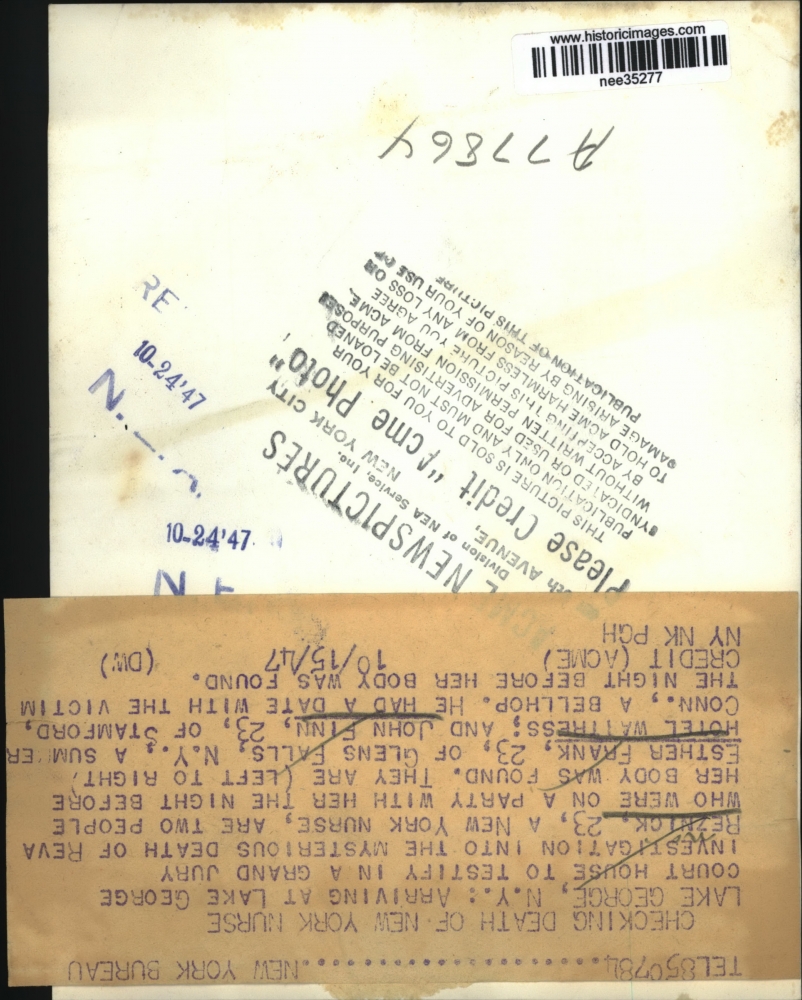 www.historicimages.com
nee35277
A77864
RE
10-24'47
N.
10-24'47
N E
NEWSPICTURES
Division of NEA Service, Inc.
AVENUE, NEW YORK CITY
Please Credit "Acme Photo"
THIS PICTURE IS SOLD TO YOU FOR YOUR
PUBLICATION ONLY AND MUST NOT BE LOANED
SYNDICATED OR USED FOR ADVERTISING PURPOSES
WITHOUT WRITTEN PERMISSION FROM ACME.
BY ACCEPTING THIS PICTURE YOU AGREE
TO HOLD ACME HARMLESS FROM ANY LOSS OR
DAMAGE ARISING BY REASON OF YOUR USE OF
PUBLICATION OF THIS PICTURE
TEL850784....................NEW YORK BUREAU
CHECKING DEATH OF NEW YORK NURSE
LAKE GEORGE, N.Y.: ARRIVING AT LAKE GEORGE
COURT HOUSE TO TESTIFY IN A GRAND JURY
INVESTIGATION INTO THE MYSTERIOUS DEATH OF REVA
REZNICK, 23, A NEW YORK NURSE, ARE TWO PEOPLE
WHO WERE ON A PARTY WITH HER THE NIGHT BEFORE
HER BODY WAS FOUND. THEY ARE (LEFT TO RIGHT)
ESTHER FRANK, 23, OF GLENS FALLS, N.Y., A SUMMER
HOTEL WAITRESS; AND JOHN FINN, 23, OF STAMFORD,
CONN., A BELLHOP. HE HAD A DATE WITH THE VICTIM
THE NIGHT BEFORE HER BODY WAS FOUND.
CREDIT (ACME) 10/15/47 (DW)
NY NK PGH